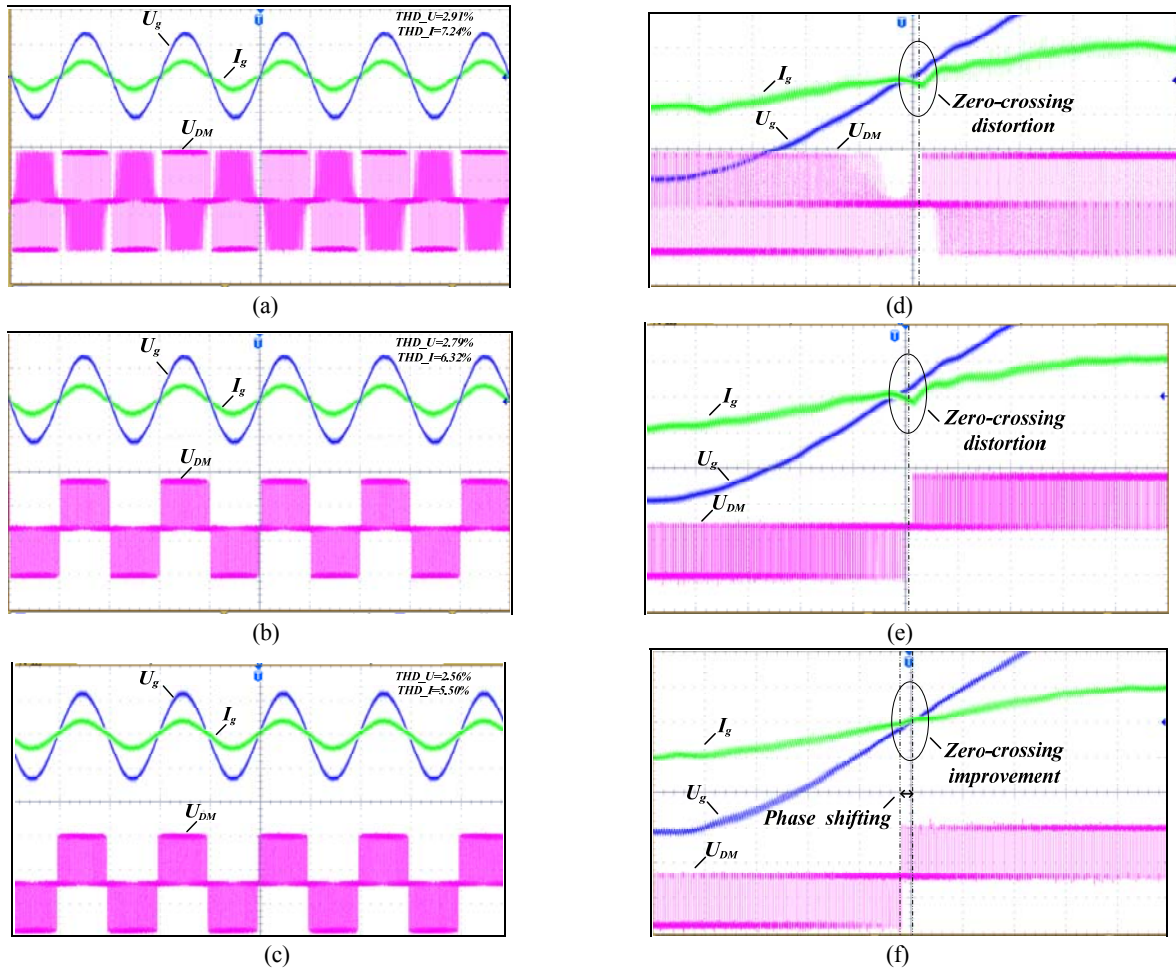 U_g
THD_U=2.91%
THD_I=7.24%
I_g
U_DM
(a)
U_g
THD_U=2.79%
THD_I=6.32%
I_g
U_DM
(b)
U_g
THD_U=2.56%
THD_I=5.50%
I_g
U_DM
(c)
I_g
U_g
U_DM
Zero-crossing
distortion
(d)
I_g
U_g
U_DM
Zero-crossing
distortion
(e)
I_g
Zero-crossing
improvement
U_g
Phase shifting
U_DM
(f)